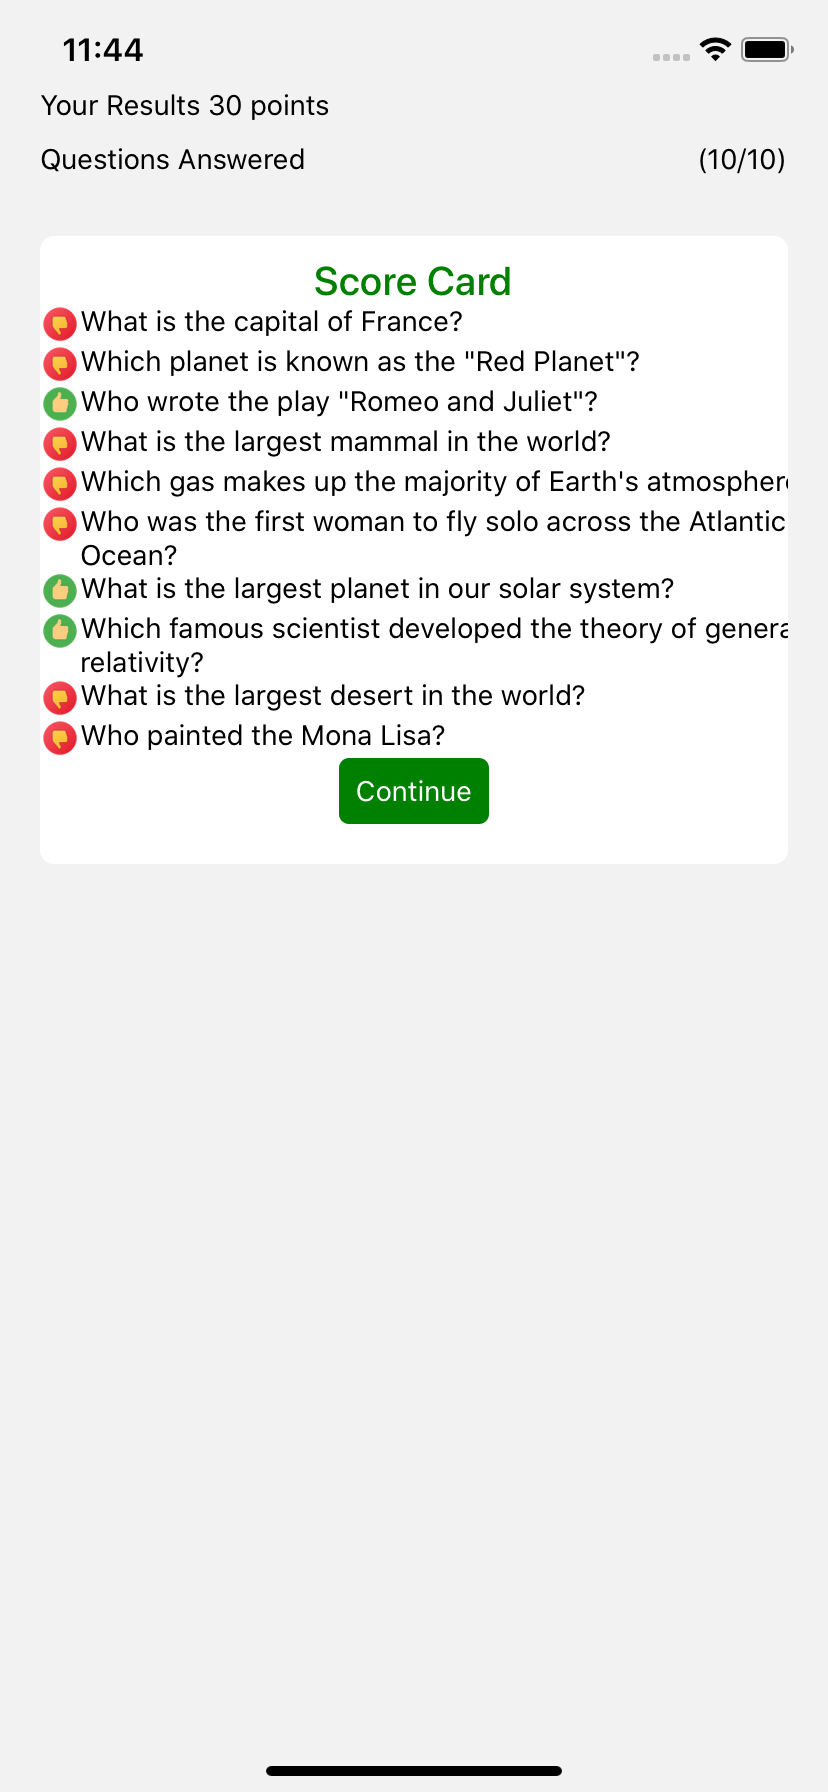 11:44
Your Results 30 points
Questions Answered (10/10)
Score Card
What is the capital of France?
Which planet is known as the "Red Planet"?
Who wrote the play "Romeo and Juliet"?
What is the largest mammal in the world?
Which gas makes up the majority of Earth's atmosphere
Who was the first woman to fly solo across the Atlantic
Ocean?
What is the largest planet in our solar system?
Which famous scientist developed the theory of genera
relativity?
What is the largest desert in the world?
Who painted the Mona Lisa?
Continue